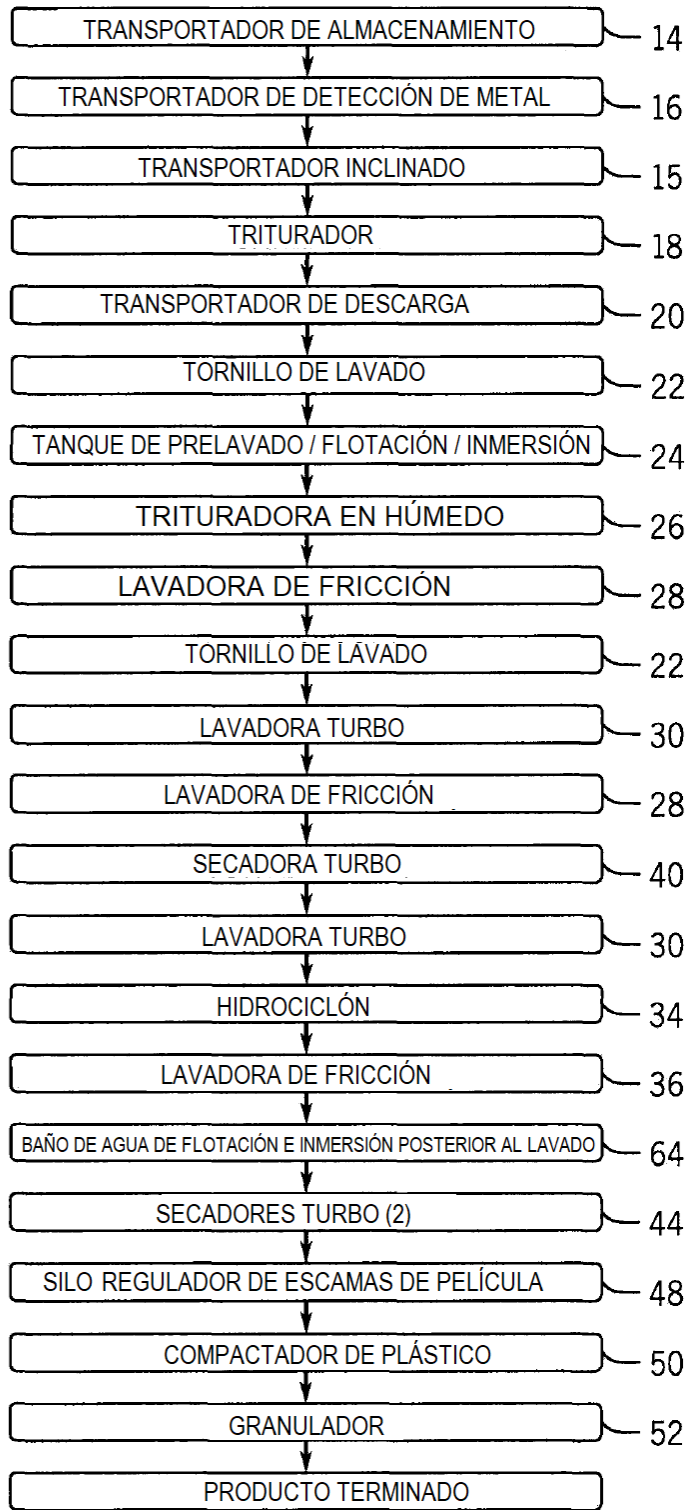 TRANSPORTADOR DE ALMACENAMIENTO 14
TRANSPORTADOR DE DETECCIÓN DE METAL 16
TRANSPORTADOR INCLINADO 15
TRITURADOR 18
TRANSPORTADOR DE DESCARGA 20
TORNILLO DE LAVADO 22
TANQUE DE PRELAVADO / FLOTACIÓN / INMERSIÓN 24
TRITURADORA EN HÚMEDO 26
LAVADORA DE FRICCIÓN 28
TORNILLO DE LAVADO 22
LAVADORA TURBO 30
LAVADORA DE FRICCIÓN 28
SECADORA TURBO 40
LAVADORA TURBO 30
HIDROCICLÓN 34
LAVADORA DE FRICCIÓN 36
BAÑO DE AGUA DE FLOTACIÓN E INMERSIÓN POSTERIOR AL LAVADO 64
SECADORES TURBO (2) 44
SILO REGULADOR DE ESCAMAS DE PELÍCULA 48
COMPACTADOR DE PLÁSTICO 50
GRANULADOR 52
PRODUCTO TERMINADO